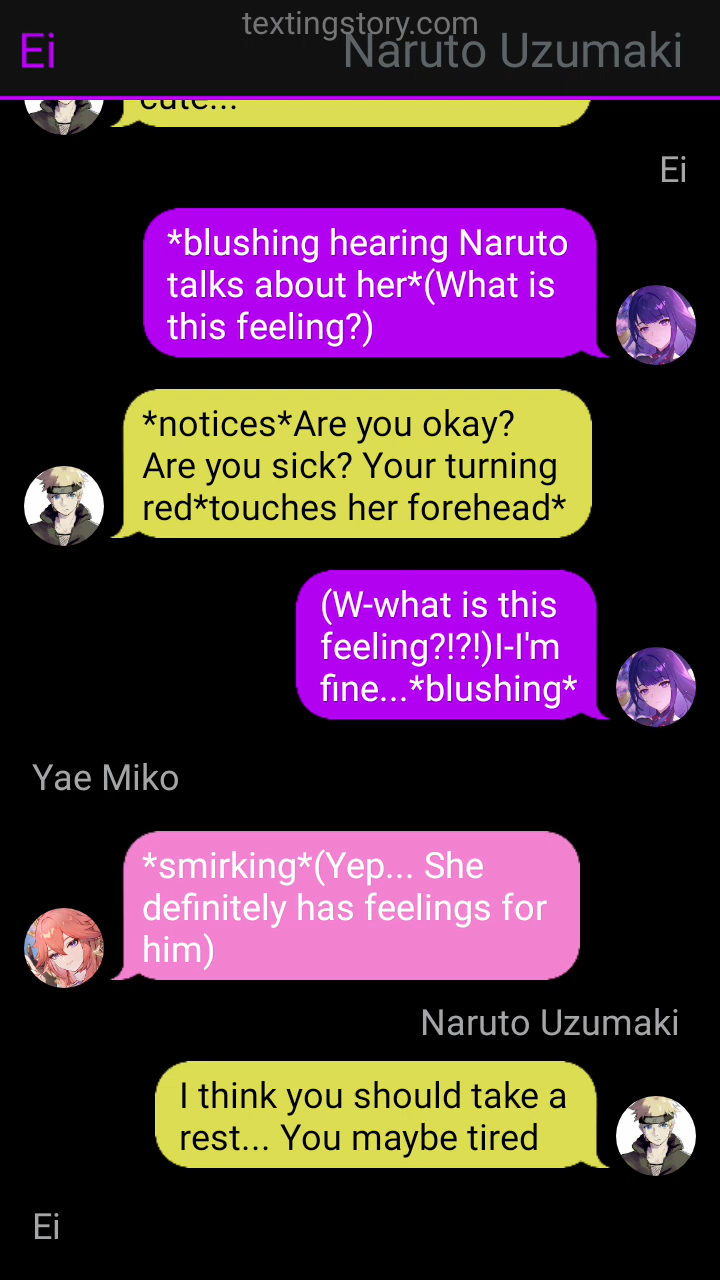 textingstory.com
Ei
Naruto Uzumaki
cute...
Ei
*blushing hearing Naruto
talks about her*(What is
this feeling?)
*notices*Are you okay?
Are you sick? Your turning
red*touches her forehead*
(W-what is this
feeling?!?!)I-I'm
fine...*blushing*
Yae Miko
*smirking*(Yep... She
definitely has feelings for
him)
Naruto Uzumaki
I think you should take a
rest... You maybe tired
Ei